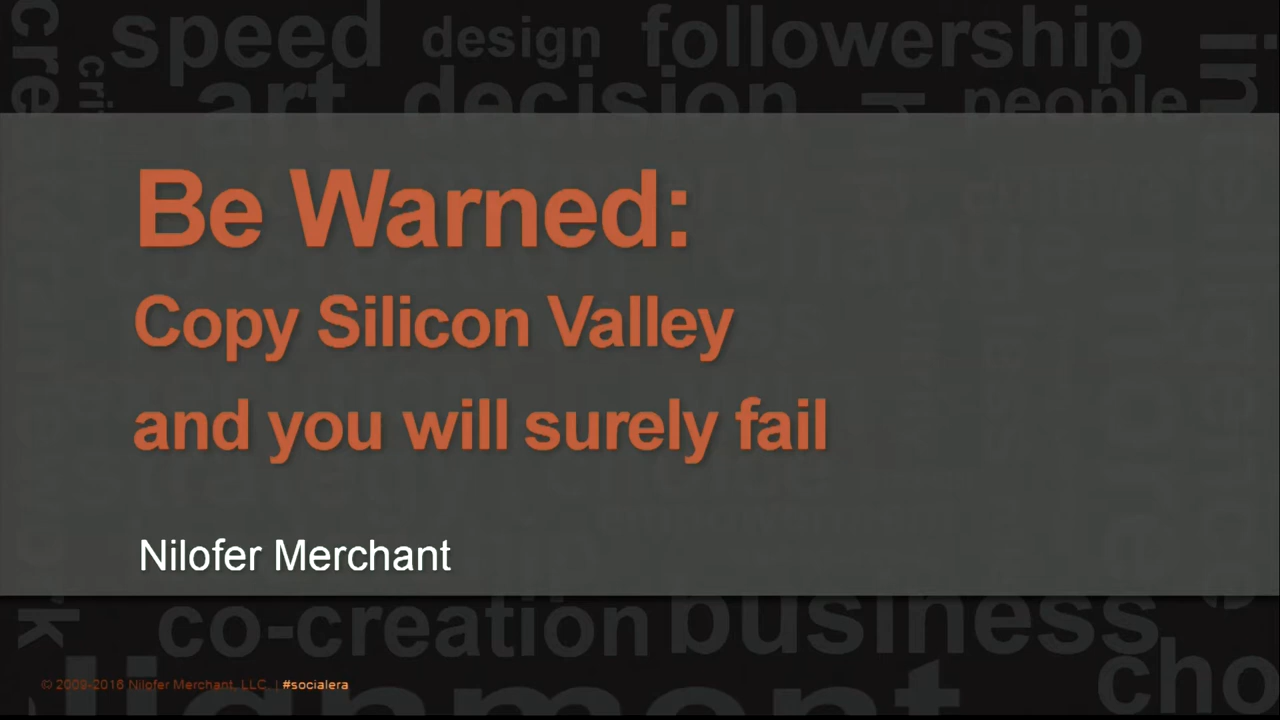 speed design followership
art decision people
Be Warned:
Copy Silicon Valley
and you will surely fail
Nilofer Merchant
co-creation business
© 2009-2016 Nilofer Merchant, LLC. | #socialera